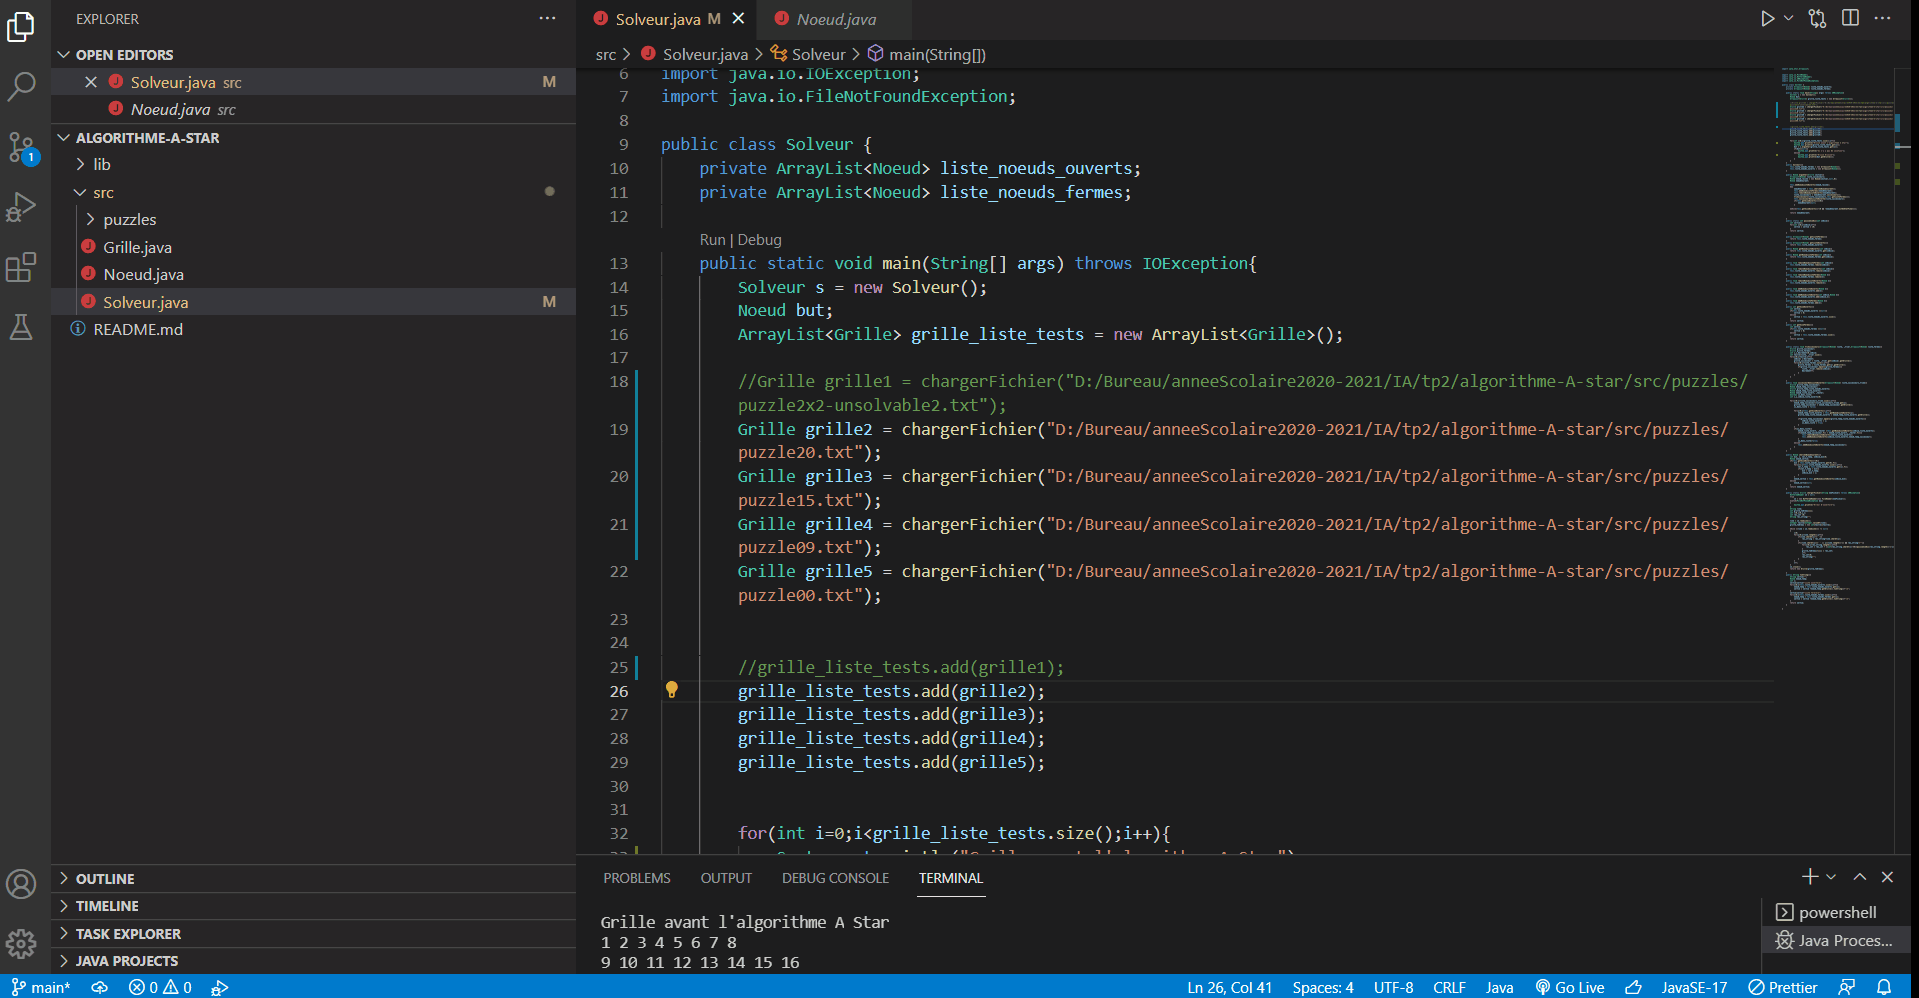 EXPLORER
OPEN EDITORS
Solveur.java src M
Noeud.java src
ALGORITHME-A-STAR
lib
src
puzzles
Grille.java
Noeud.java
Solveur.java M
README.md
1
OUTLINE
TIMELINE
TASK EXPLORER
JAVA PROJECTS
Solveur.java M
Noeud.java
src > Solveur.java > Solveur > main(String[])
6 import java.io.IOException;
7 import java.io.FileNotFoundException;
8
9 public class Solveur {
10 private ArrayList<Noeud> liste_noeuds_ouverts;
11 private ArrayList<Noeud> liste_noeuds_fermes;
12
Run | Debug
13 public static void main(String[] args) throws IOException{
14 Solveur s = new Solveur();
15 Noeud but;
16 ArrayList<Grille> grille_liste_tests = new ArrayList<Grille>();
17
18 //Grille grille1 = chargerFichier("D:/Bureau/anneeScolaire2020-2021/IA/tp2/algorithme-A-star/src/puzzles/
puzzle2x2-unsolvable2.txt");
19 Grille grille2 = chargerFichier("D:/Bureau/anneeScolaire2020-2021/IA/tp2/algorithme-A-star/src/puzzles/
puzzle20.txt");
20 Grille grille3 = chargerFichier("D:/Bureau/anneeScolaire2020-2021/IA/tp2/algorithme-A-star/src/puzzles/
puzzle15.txt");
21 Grille grille4 = chargerFichier("D:/Bureau/anneeScolaire2020-2021/IA/tp2/algorithme-A-star/src/puzzles/
puzzle09.txt");
22 Grille grille5 = chargerFichier("D:/Bureau/anneeScolaire2020-2021/IA/tp2/algorithme-A-star/src/puzzles/
puzzle00.txt");
23
24
25 //grille_liste_tests.add(grille1);
26 grille_liste_tests.add(grille2);
27 grille_liste_tests.add(grille3);
28 grille_liste_tests.add(grille4);
29 grille_liste_tests.add(grille5);
30
31
32 for(int i=0;i<grille_liste_tests.size();i++){
PROBLEMS OUTPUT DEBUG CONSOLE TERMINAL
Grille avant l'algorithme A Star
1 2 3 4 5 6 7 8
9 10 11 12 13 14 15 16
powershell
Java Proces...
main* 0 0 Ln 26, Col 41 Spaces: 4 UTF-8 CRLF Java Go Live JavaSE-17 Prettier